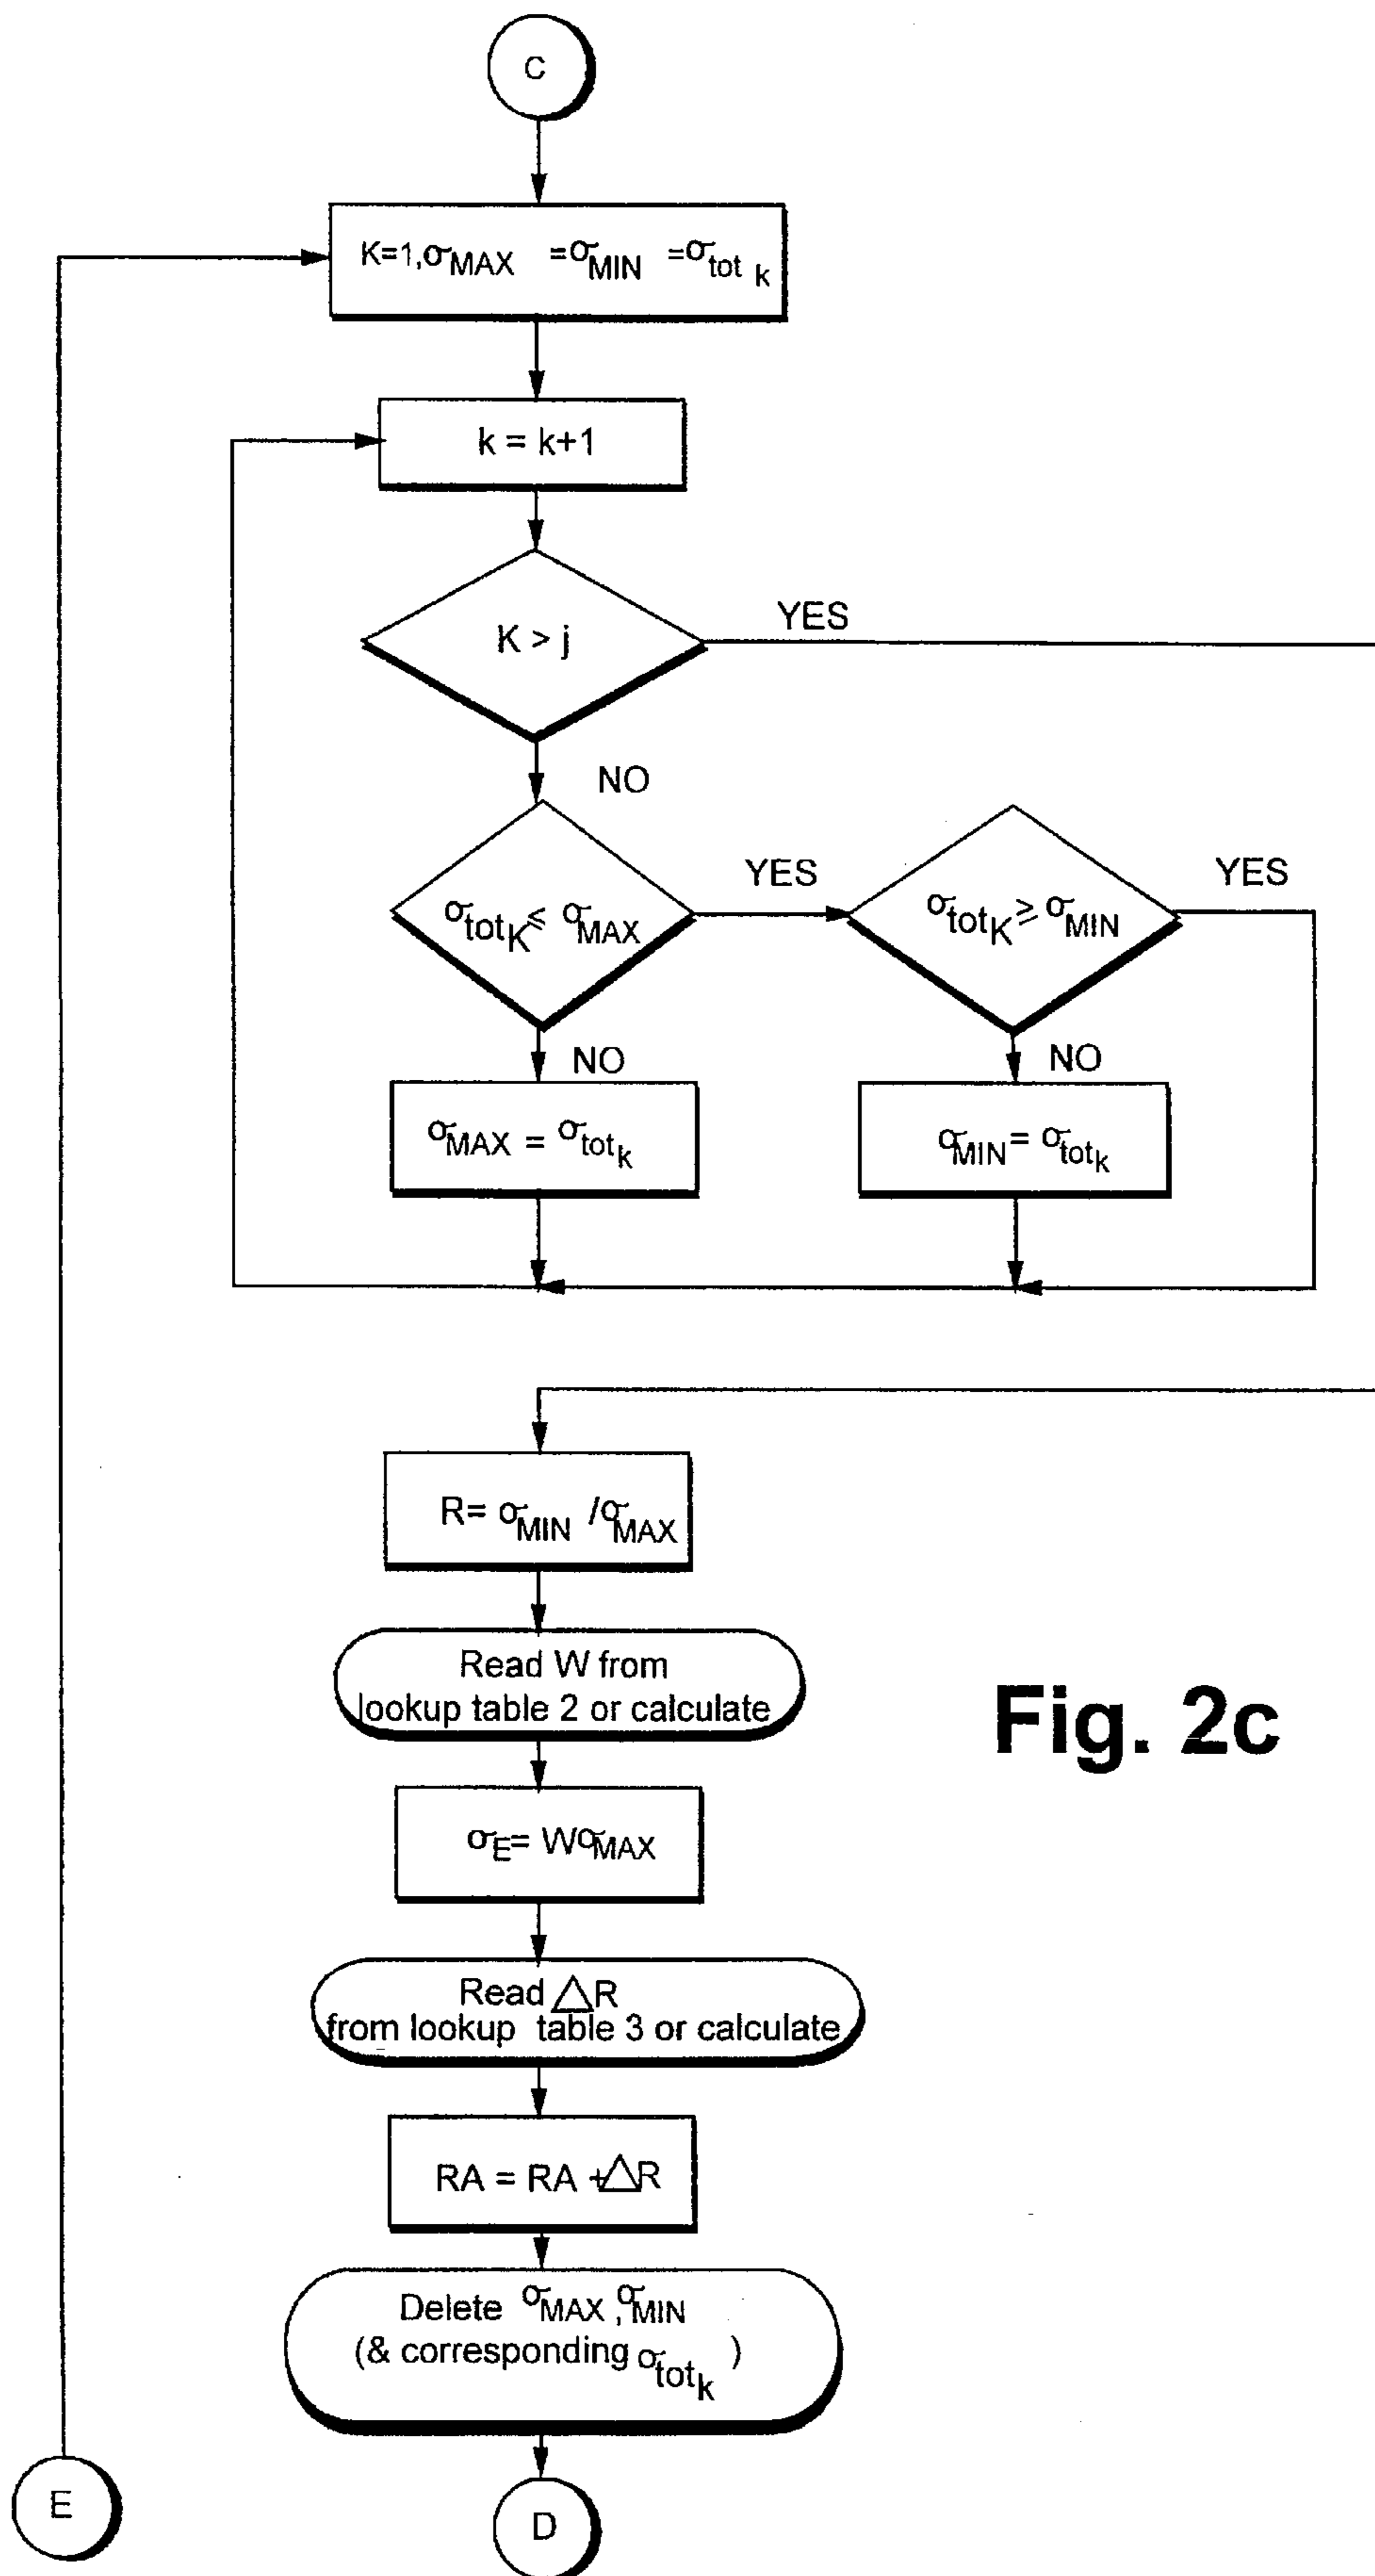 C
K=1,σMAX =σMIN =σtot k
k = k+1
K > j
YES
NO
σtotK ≤ σMAX
YES
σtotK ≥ σMIN
YES
NO
NO
σMAX = σtotk
σMIN = σtotk
R= σMIN /σMAX
Read W from
lookup table 2 or calculate
Fig. 2c
σE= WσMAX
Read △R
from lookup table 3 or calculate
RA = RA +△R
Delete σMAX ,σMIN
(& corresponding σtotk )
E
D